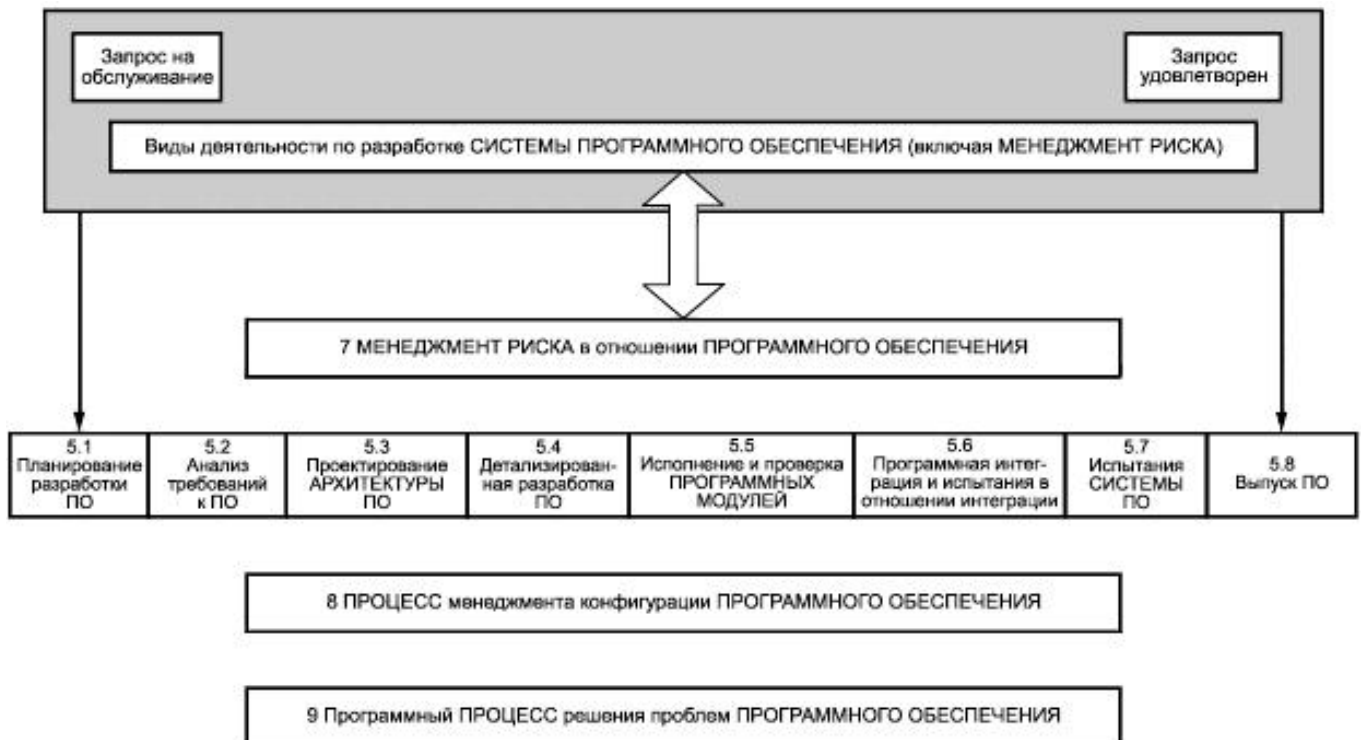 Запрос на
обслуживание
Запрос
удовлетворен
Виды деятельности по разработке СИСТЕМЫ ПРОГРАММНОГО ОБЕСПЕЧЕНИЯ (включая МЕНЕДЖМЕНТ РИСКА)
7 МЕНЕДЖМЕНТ РИСКА в отношении ПРОГРАММНОГО ОБЕСПЕЧЕНИЯ
5.1
Планирование
разработки
ПО
5.2
Анализ
требований
к ПО
5.3
Проектирование
АРХИТЕКТУРЫ
ПО
5.4
Детализирован-
ная разработка
ПО
5.5
Исполнение и проверка
ПРОГРАММНЫХ
МОДУЛЕЙ
5.6
Программная интег-
рация и испытания в
отношении интеграции
5.7
Испытания
СИСТЕМЫ
ПО
5.8
Выпуск ПО
8 ПРОЦЕСС менеджмента конфигурации ПРОГРАММНОГО ОБЕСПЕЧЕНИЯ
9 Программный ПРОЦЕСС решения проблем ПРОГРАММНОГО ОБЕСПЕЧЕНИЯ